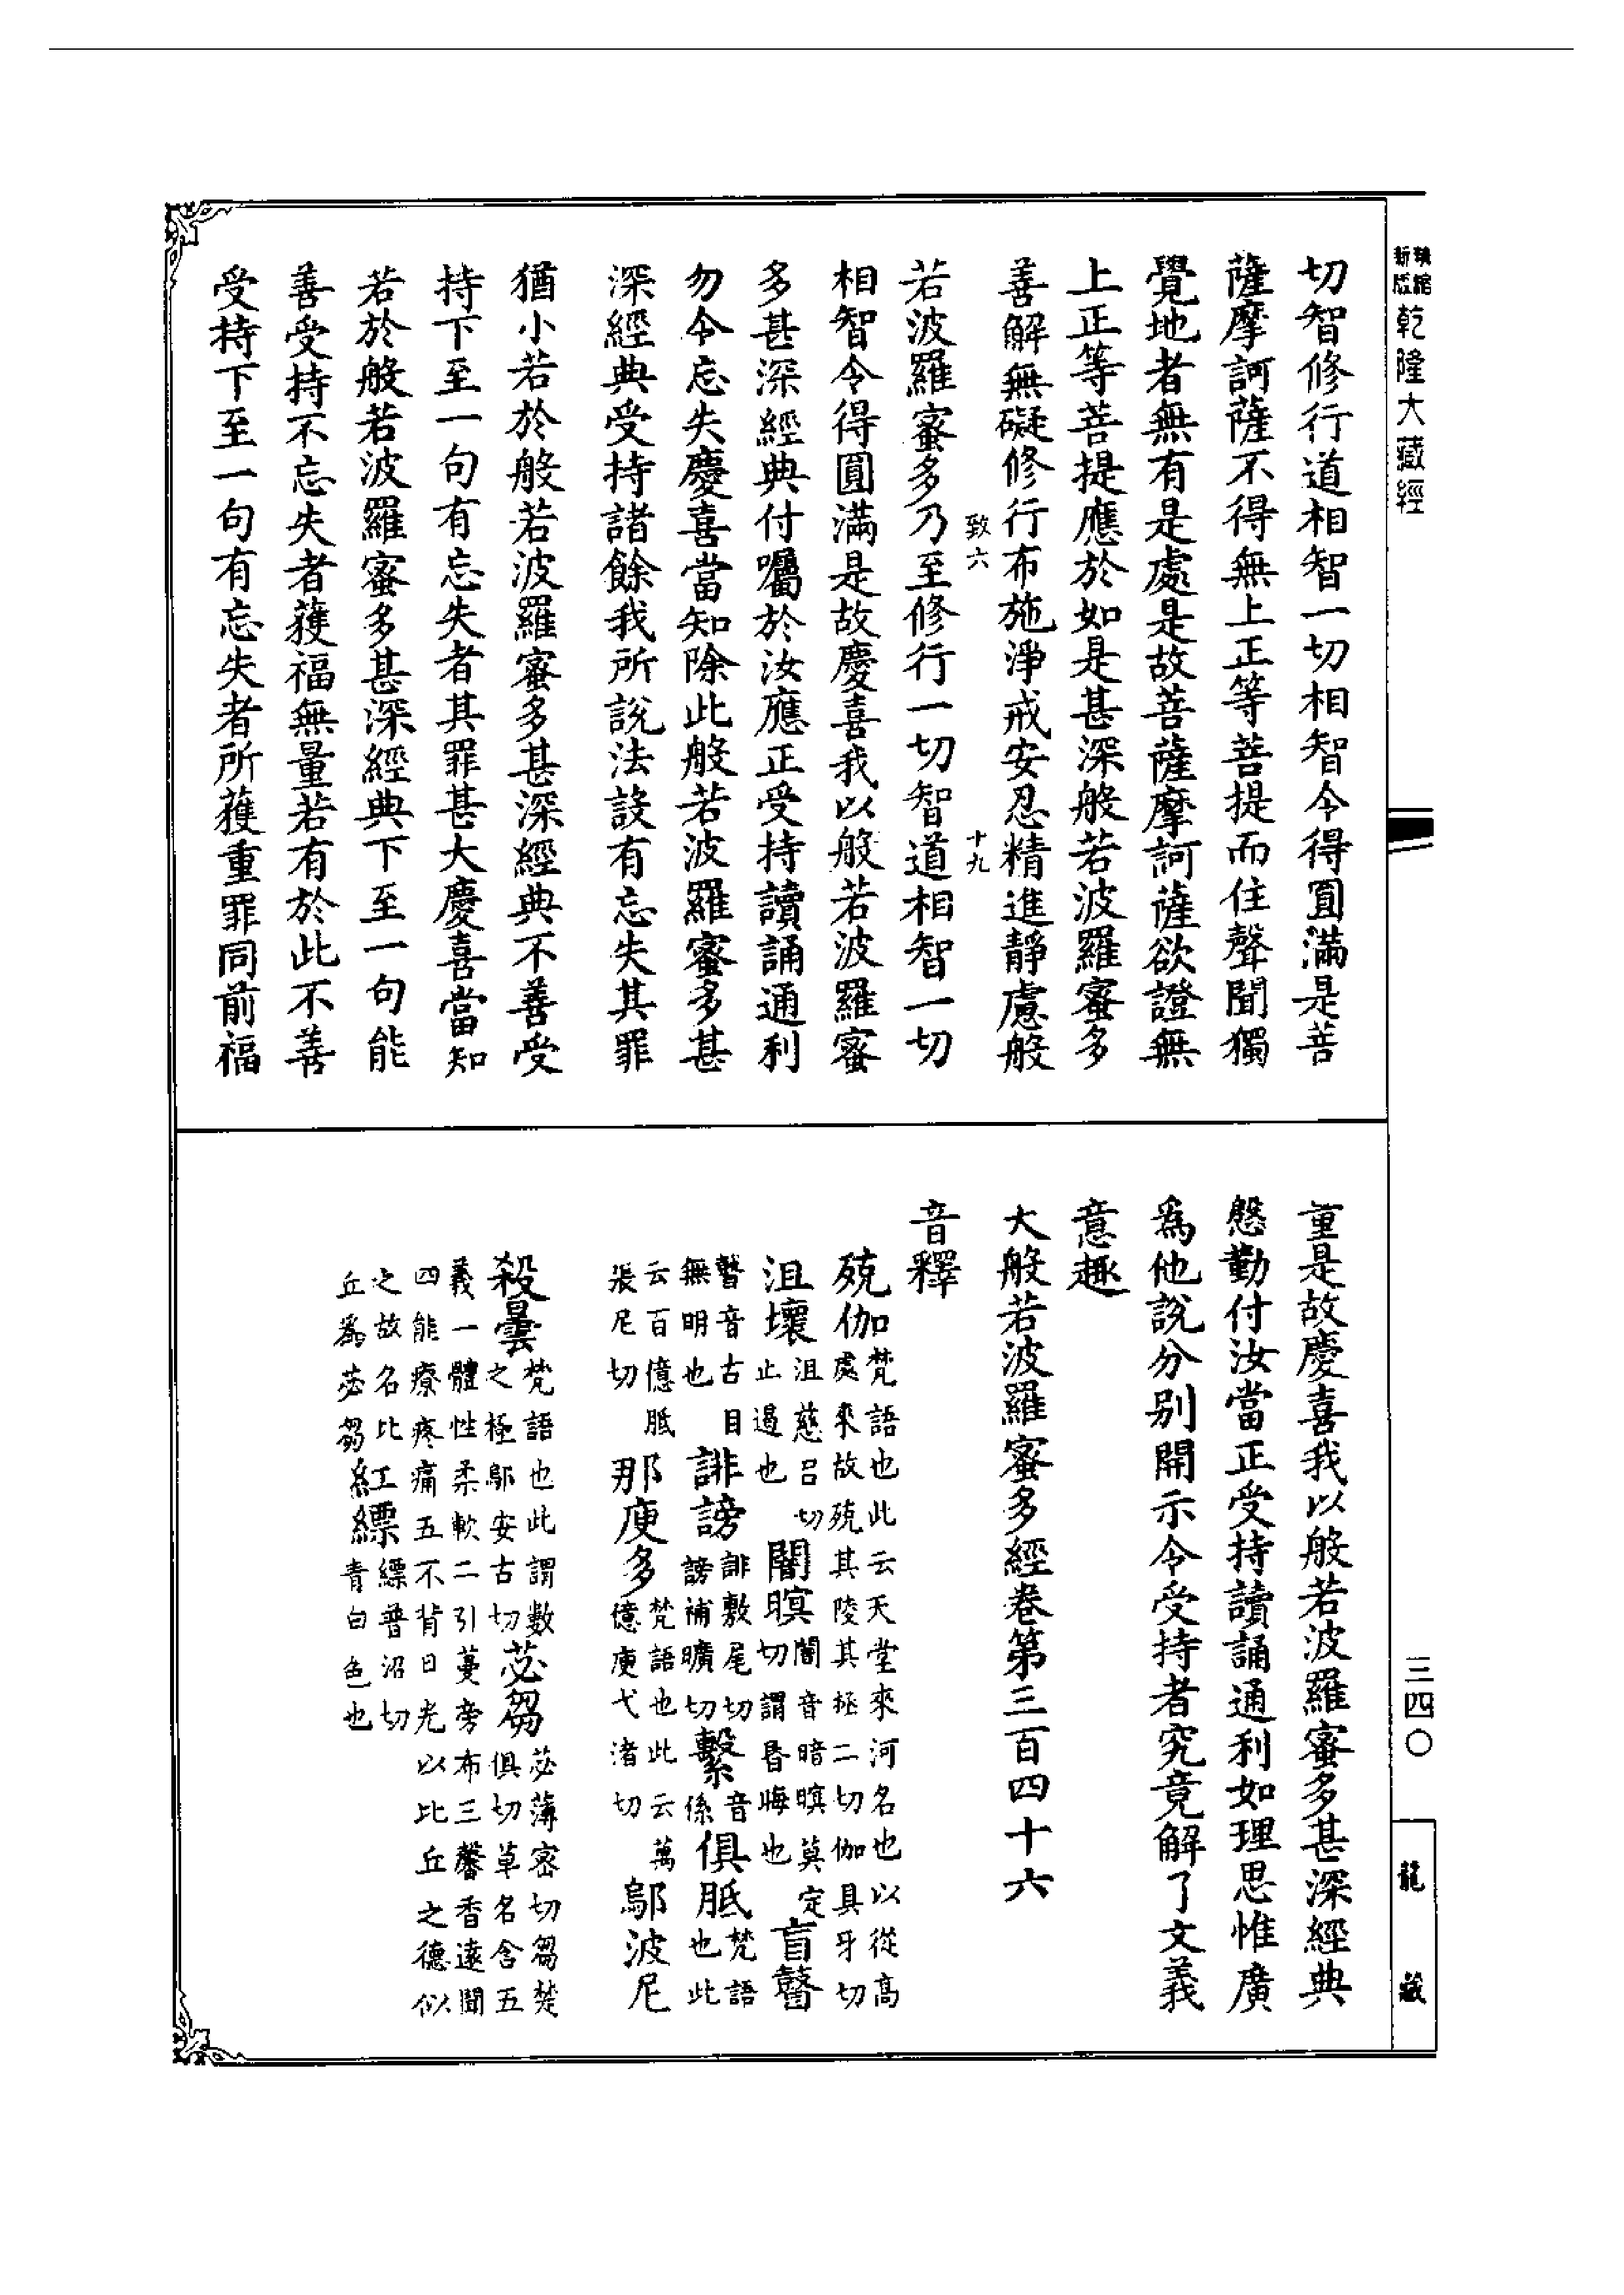 乾隆大藏經
切智修行道相智一切相智令得圓滿是菩
薩摩訶薩不得無上正等菩提而住聲聞獨
覺地者無有是處是故菩薩摩訶薩欲證無
上正等菩提應於如是甚深般若波羅蜜多
善解無礙修行布施淨戒安忍精進靜慮般
致六 十九
若波羅蜜多乃至修行一切智道相智一切
相智令得圓滿是故慶喜我以般若波羅蜜
多甚深經典付囑於汝應正受持讀誦通利
勿令忘失慶喜當知除此般若波羅蜜多甚
深經典受持諸餘我所說法設有忘失其罪
猶小若於般若波羅蜜多甚深經典不善受
持下至一句有忘失者其罪甚大慶喜當知
若於般若波羅蜜多甚深經典下至一句能
善受持不忘失者獲福無量若有於此不善
受持下至一句有忘失者所獲重罪同前福
三四〇
龍藏
重是故慶喜我以般若波羅蜜多甚深經典
慇勤付汝當正受持讀誦通利如理思惟廣
為他說分別開示令受持者究竟解了文義
意趣
大般若波羅蜜多經卷第三百四十六
音釋
殑伽 梵語也此云天堂來河名也以從高
處來故殑其陵其拯二切伽具牙切
沮壞 沮慈呂切
止遏也
闇暝 闇音暗暝莫定
切謂昏晦也
盲瞽
瞽音古目
無明也
誹謗 誹敷尾切
謗補曠切
繫 音
係
俱胝 梵語
也此
云百億胝
張尼切
那庾多 梵語也此云萬
億庾弋渚切
鄔波尼
殺曇 梵語也此謂數
之極鄔安古切
苾芻 苾薄密切芻楚
俱切草名含五
義一體性柔軟二引蔓旁布三馨香遠聞
四能療疼痛五不背日光以比丘之德似
之故名比
丘為苾芻
紅縹 縹普沼切
青白色也